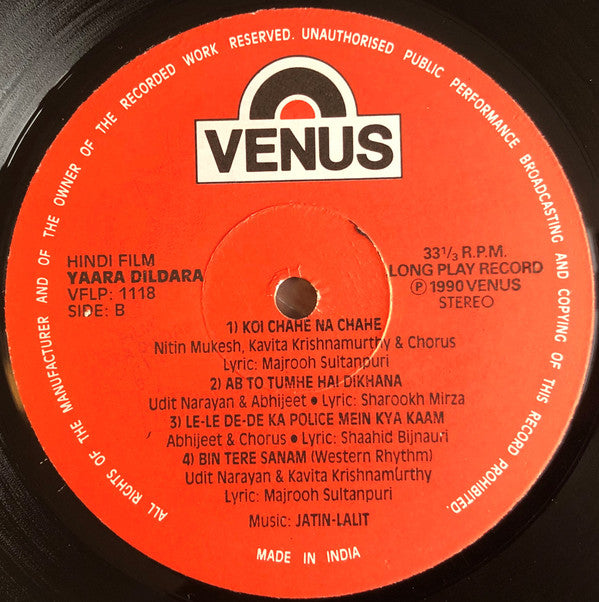 ALL RIGHTS OF THE MANUFACTURER AND OF THE OWNER OF THE RECORDED WORK RESERVED. UNAUTHORISED PUBLIC PERFORMANCE BROADCASTING AND COPYING OF THIS RECORD PROHIBITED.
VENUS
HINDI FILM
YAARA DILDARA
VFLP: 1118
SIDE: B
33 1/3 R.P.M.
LONG PLAY RECORD
Ⓟ 1990 VENUS
STEREO
1) KOI CHAHE NA CHAHE
Nitin Mukesh, Kavita Krishnamurthy & Chorus
Lyric: Majrooh Sultanpuri
2) AB TO TUMHE HAI DIKHANA
Udit Narayan & Abhijeet • Lyric: Sharookh Mirza
3) LE-LE DE-DE KA POLICE MEIN KYA KAAM
Abhijeet & Chorus • Lyric: Shaahid Bijnauri
4) BIN TERE SANAM (Western Rhythm)
Udit Narayan & Kavita Krishnamurthy
Lyric: Majrooh Sultanpuri
Music: JATIN-LALIT
MADE IN INDIA